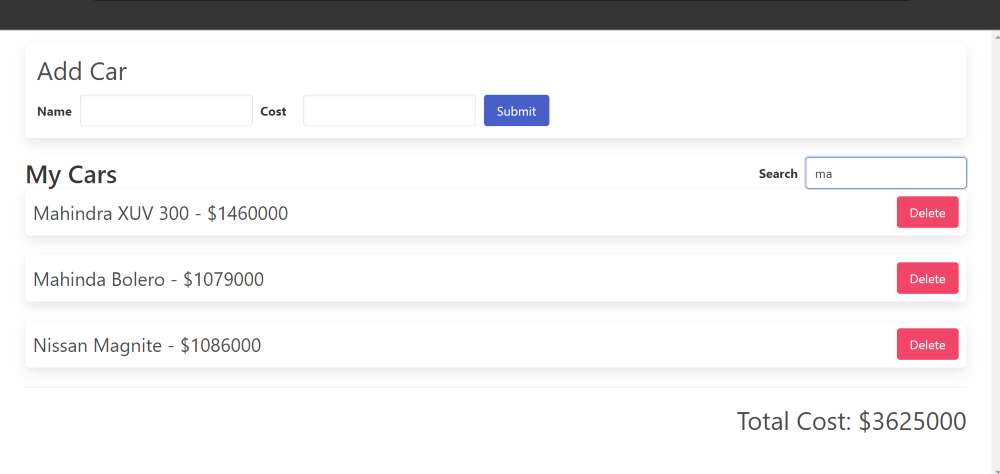 Add Car
Name Cost Submit
My Cars Search ma
Mahindra XUV 300 - $1460000 Delete
Mahinda Bolero - $1079000 Delete
Nissan Magnite - $1086000 Delete
Total Cost: $3625000